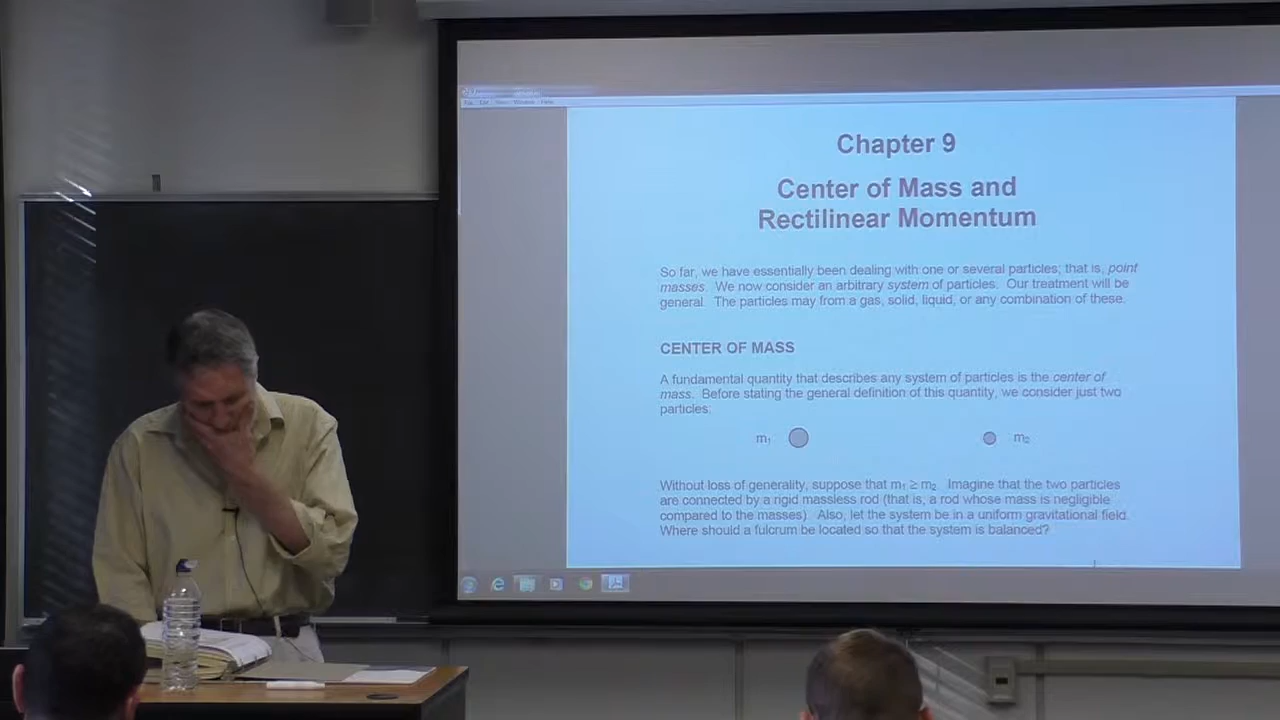 Chapter 9
Center of Mass and
Rectilinear Momentum
So far, we have essentially been dealing with one or several particles; that is, point
masses. We now consider an arbitrary system of particles. Our treatment will be
general. The particles may from a gas, solid, liquid, or any combination of these.
CENTER OF MASS
A fundamental quantity that describes any system of particles is the center of
mass. Before stating the general definition of this quantity, we consider just two
particles:
m₁ m₂
Without loss of generality, suppose that m₁ ≥ m₂. Imagine that the two particles
are connected by a rigid massless rod (that is, a rod whose mass is negligible
compared to the masses). Also, let the system be in a uniform gravitational field.
Where should a fulcrum be located so that the system is balanced?